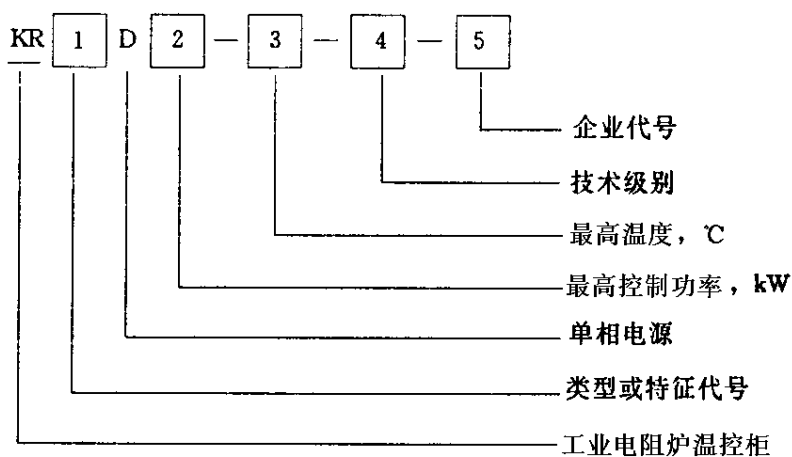 KR 1 D 2 — 3 — 4 — 5
企业代号
技术级别
最高温度，℃
最高控制功率，kW
单相电源
类型或特征代号
工业电阻炉温控柜